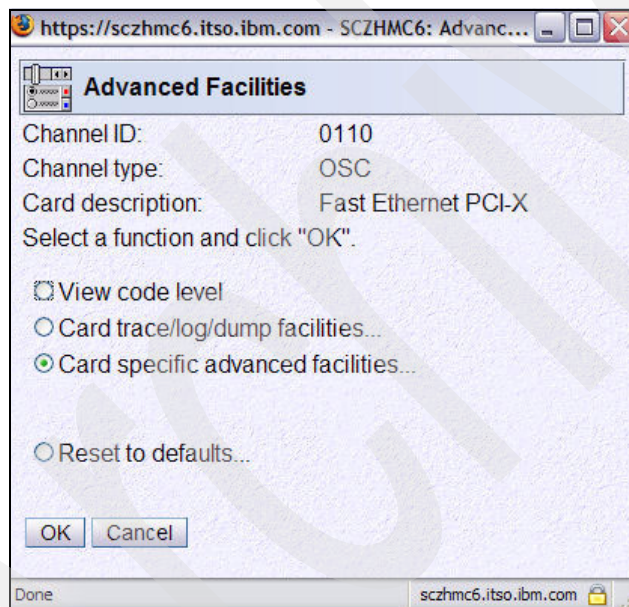 https://sczhmc6.itso.ibm.com - SCZHMC6: Advanc...
Advanced Facilities
Channel ID: 0110
Channel type: OSC
Card description: Fast Ethernet PCI-X
Select a function and click "OK".
View code level
Card trace/log/dump facilities...
Card specific advanced facilities...
Reset to defaults...
OK Cancel
Done sczhmc6.itso.ibm.com